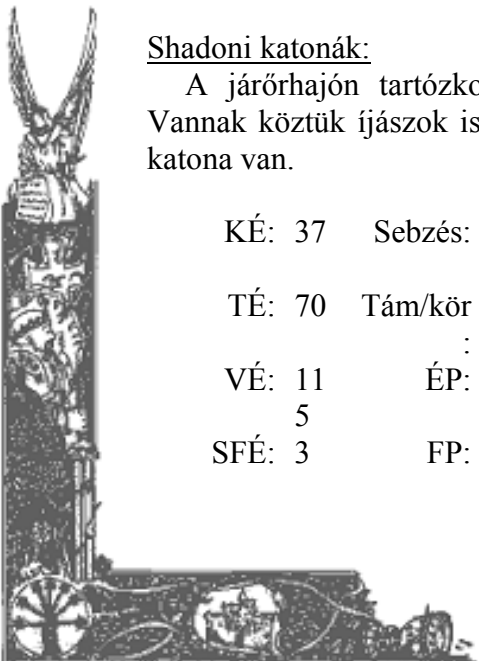 Shadoni katonák:
A járőrhajón tartózko
Vannak köztük íjászok is
katona van.
KÉ: 37 Sebzés:
TÉ: 70 Tám/kör
:
VÉ: 11 ÉP:
5
SFÉ: 3 FP: